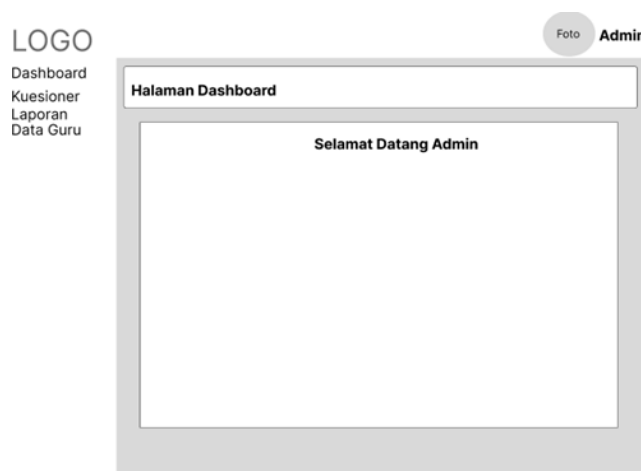 LOGO
Foto
Admin
Dashboard
Kuesioner
Laporan
Data Guru
Halaman Dashboard
Selamat Datang Admin